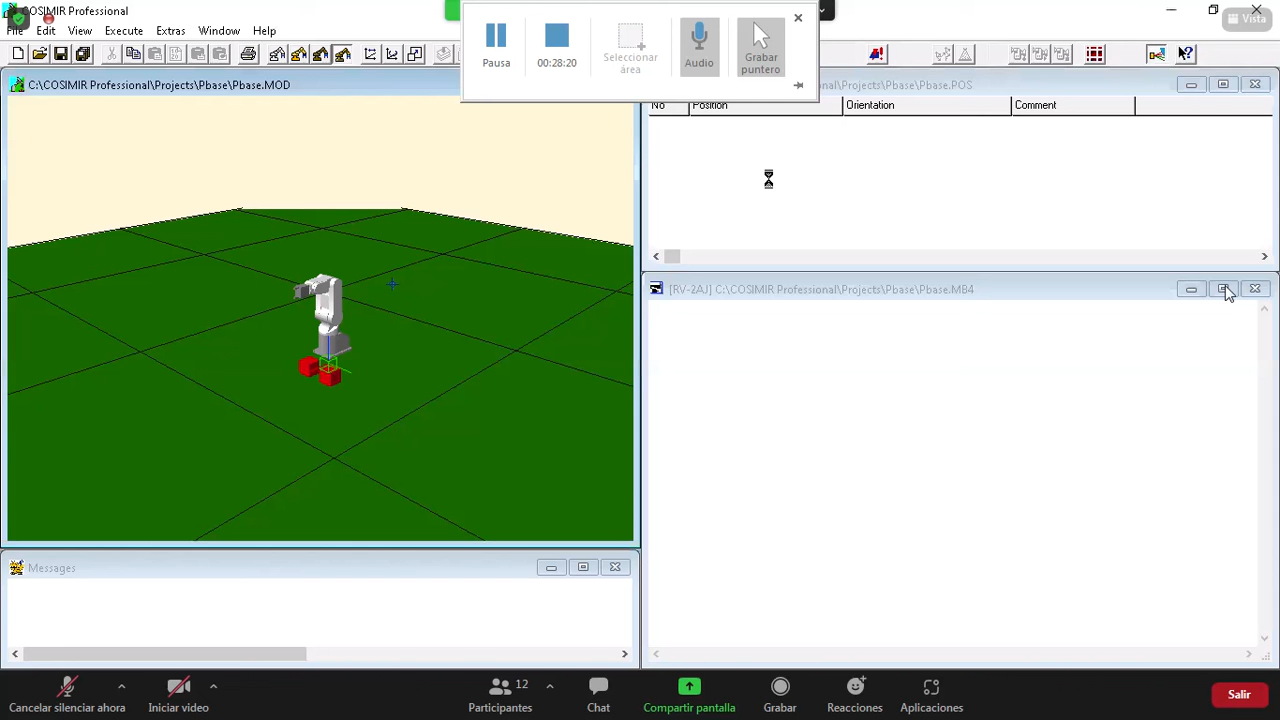 COSIMIR Professional
File Edit View Execute Extras Window Help
Pausa
00:28:20
Seleccionar
área
Audio
Grabar
puntero
Vista
C:\COSIMIR Professional\Projects\Pbase\Pbase.MOD
nal\Projects\Pbase\Pbase.POS
No Position Orientation Comment
[RV-2AJ] C:\COSIMIR Professional\Projects\Pbase\Pbase.MB4
Messages
12
Cancelar silenciar ahora
Iniciar video
Participantes
Chat
Compartir pantalla
Grabar
Reacciones
Aplicaciones
Salir